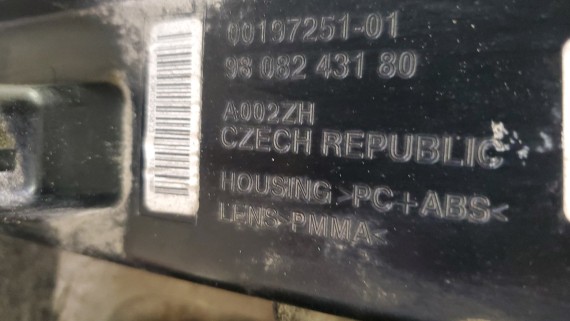 00197251-01
98 082 431 80
A002ZH
CZECH REPUBLIC
HOUSING >PC+ABS<
LENS >PMMA<